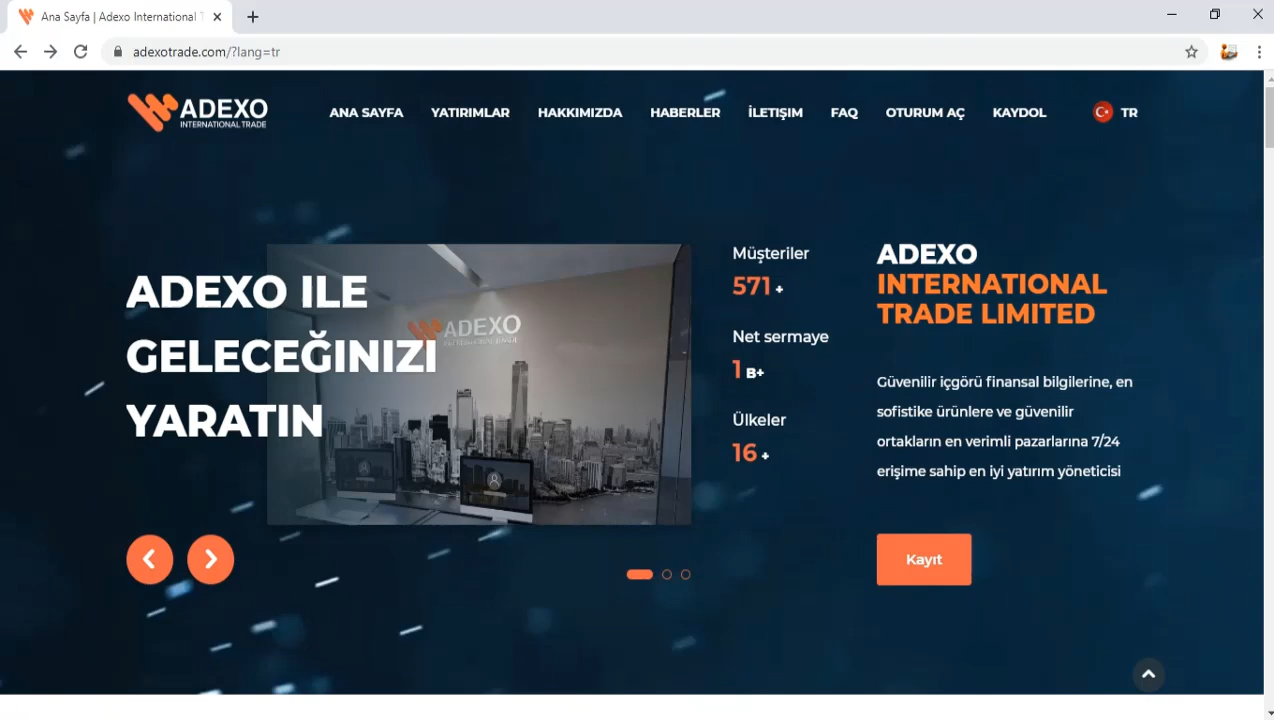 Ana Sayfa | Adexo International T
adexotrade.com/?lang=tr
ADEXO
INTERNATIONAL TRADE
ANA SAYFA
YATIRIMLAR
HAKKIMIZDA
HABERLER
İLETIŞIM
FAQ
OTURUM AÇ
KAYDOL
TR
ADEXO ILE
GELECEĞINIZI
YARATIN
ADEXO
Müşteriler
571 +
Net sermaye
1 B+
Ülkeler
16 +
ADEXO
INTERNATIONAL
TRADE LIMITED
Güvenilir içgörü finansal bilgilerine, en
sofistike ürünlere ve güvenilir
ortakların en verimli pazarlarına 7/24
erişime sahip en iyi yatırım yöneticisi
Kayıt